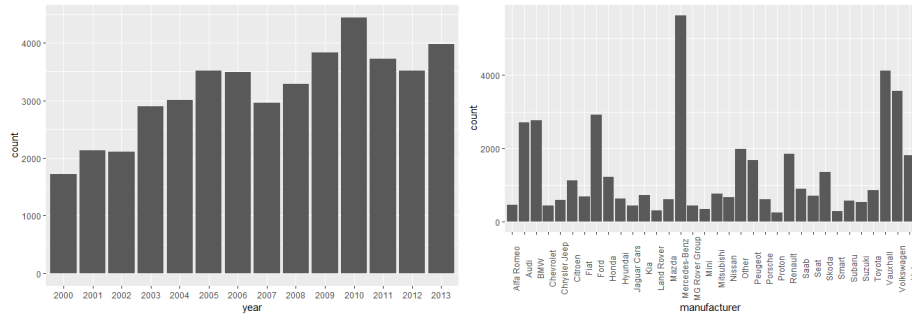 count
4000
3000
2000
1000
0
2000 2001 2002 2003 2004 2005 2006 2007 2008 2009 2010 2011 2012 2013
year
count
4000
2000
0
Alfa Romeo
Audi
BMW
Chevrolet
Chrysler Jeep
Citroen
Fiat
Ford
Honda
Hyundai
Jaguar Cars
Kia
Land Rover
Mazda
Mercedes-Benz
MG Rover Group
Mini
Mitsubishi
Nissan
Other
Peugeot
Porsche
Proton
Renault
Saab
Seat
Skoda
Smart
Subaru
Suzuki
Toyota
Vauxhall
Volkswagen
manufacturer